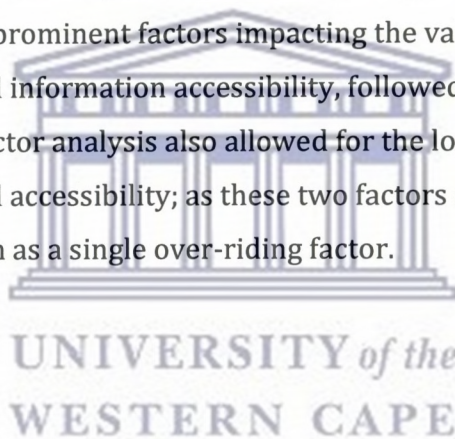 prominent factors impacting the va
information accessibility, followed
ctor analysis also allowed for the lo
accessibility; as these two factors
as a single over-riding factor.
UNIVERSITY of the
WESTERN CAPE